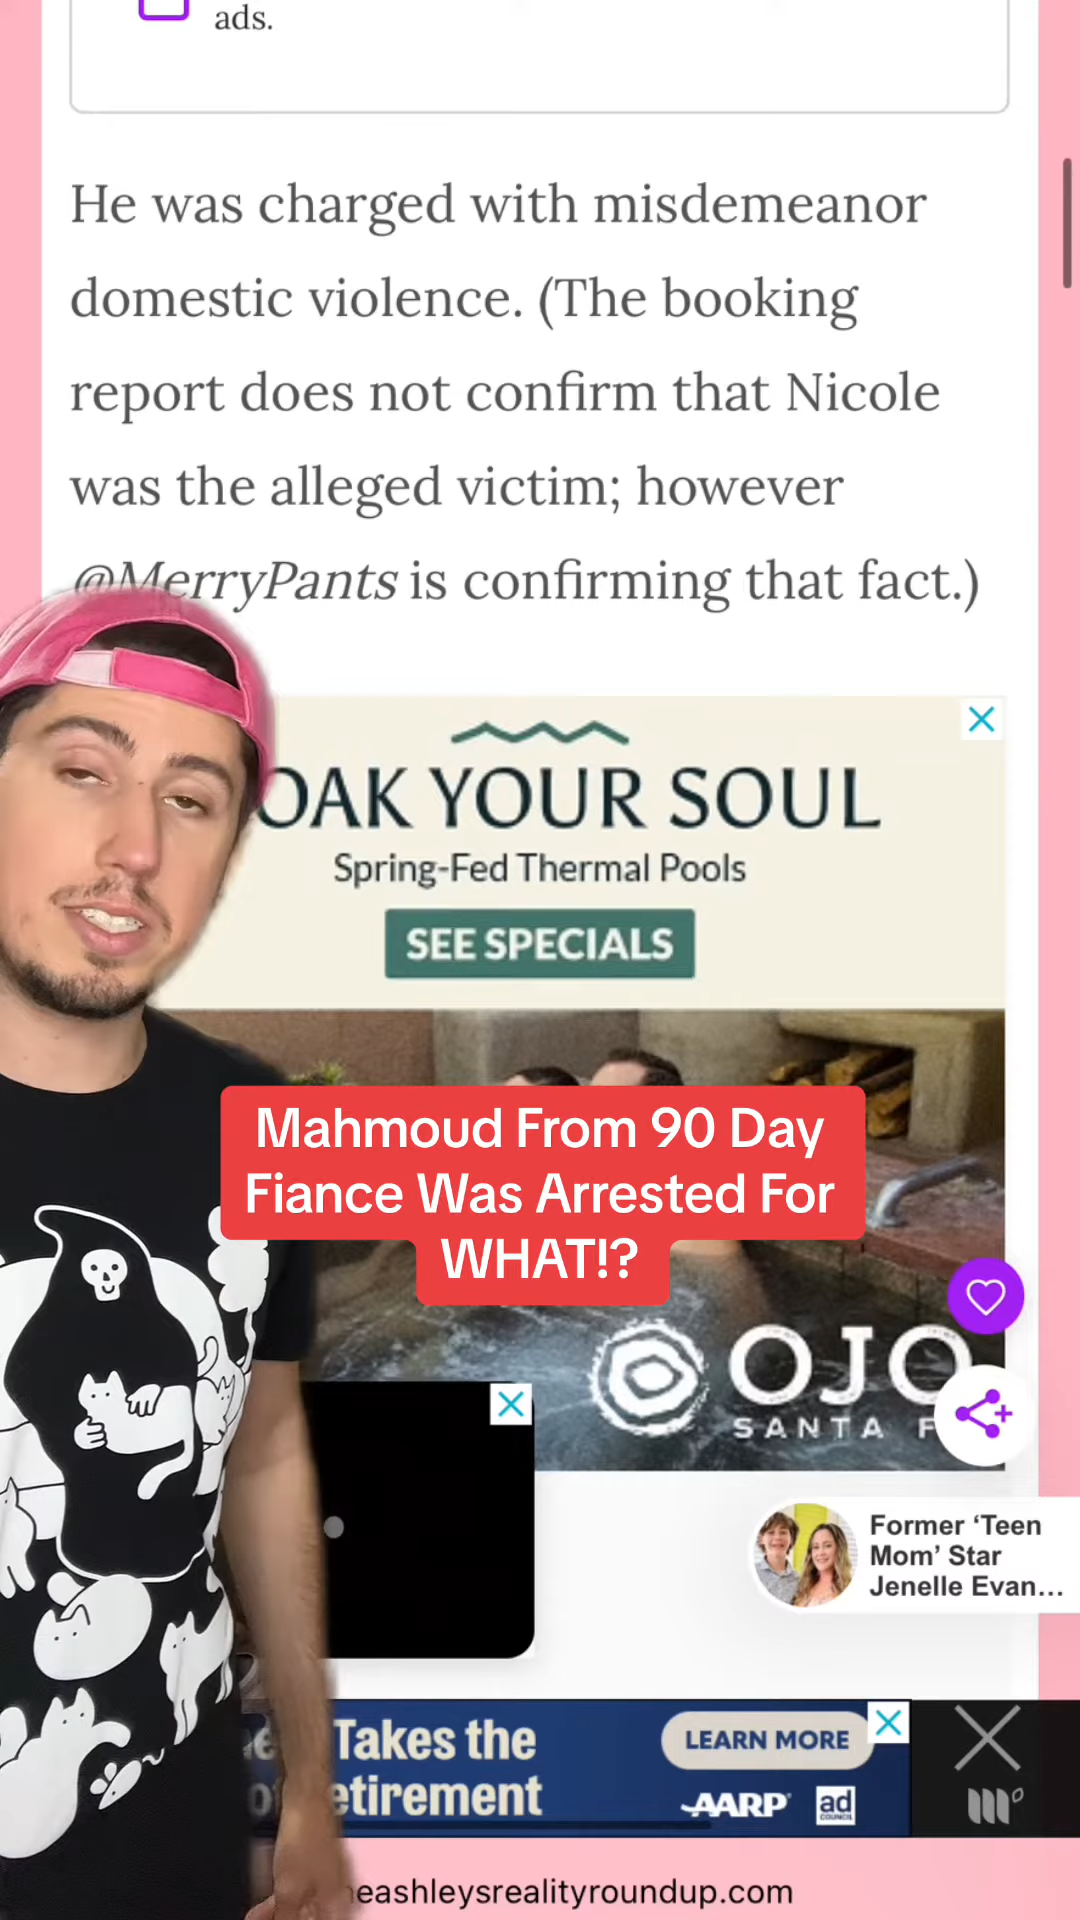 ads.
He was charged with misdemeanor
domestic violence. (The booking
report does not confirm that Nicole
was the alleged victim; however
@MerryPants is confirming that fact.)
OAK YOUR SOUL
Spring-Fed Thermal Pools
SEE SPECIALS
Mahmoud From 90 Day
Fiance Was Arrested For
WHAT!?
OJO
SANTA F
Former ‘Teen
Mom’ Star
Jenelle Evan...
Takes the
etirement
LEARN MORE
AARP
ad
COUNCIL
eashleysrealityroundup.com